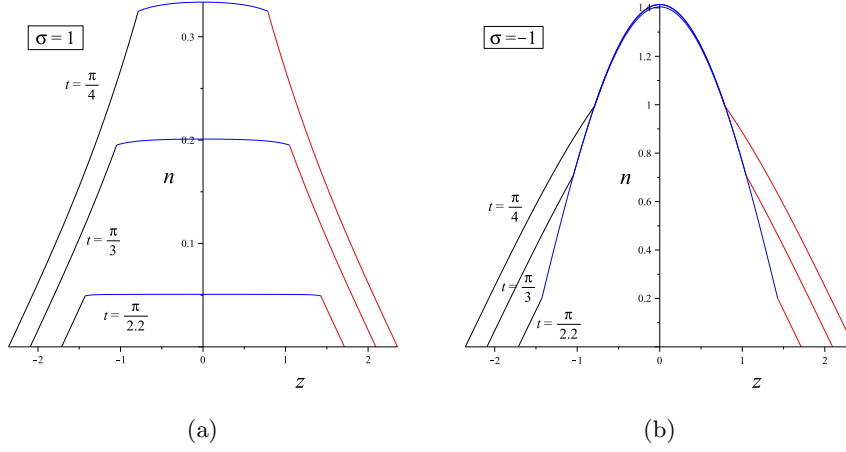 σ = 1
t = π/4
t = π/3
t = π/2.2
n
z
0.3
0.2
0.1
-2
-1
0
1
2
(a)
σ = -1
t = π/4
t = π/3
t = π/2.2
n
z
1.4
1.2
1
0.8
0.6
0.4
0.2
-2
-1
0
1
2
(b)